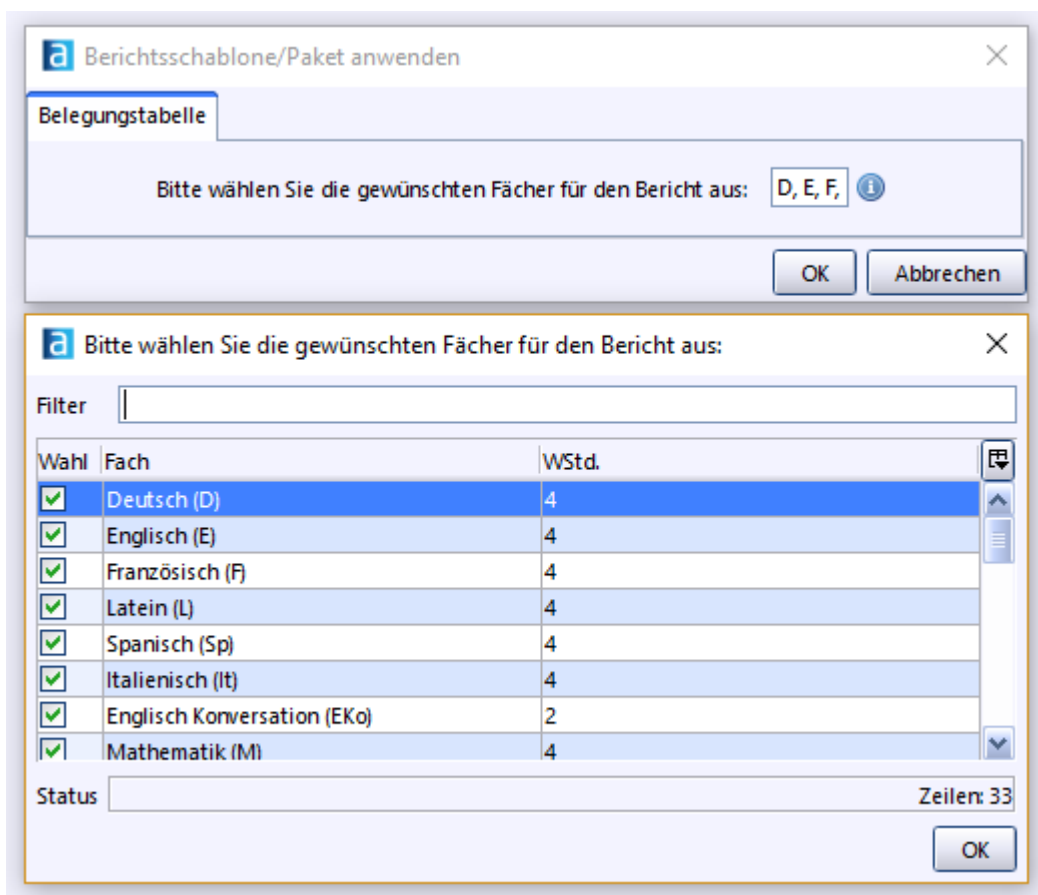 Berichtsschablone/Paket anwenden
Belegungstabelle
Bitte wählen Sie die gewünschten Fächer für den Bericht aus: D, E, F,
OK Abbrechen
Bitte wählen Sie die gewünschten Fächer für den Bericht aus:
Filter
Wahl Fach WStd.
Deutsch (D) 4
Englisch (E) 4
Französisch (F) 4
Latein (L) 4
Spanisch (Sp) 4
Italienisch (It) 4
Englisch Konversation (EKo) 2
Mathematik (M) 4
Status Zeilen: 33
OK